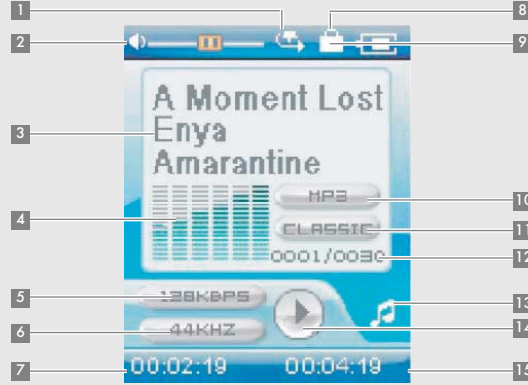 1
8
2
9
A Moment Lost
3
Enya
Amarantine
4
MP3
10
CLASSIC
11
0001/0030
12
5
128KBPS
13
6
44KHZ
14
7
00:02:19
00:04:19
15